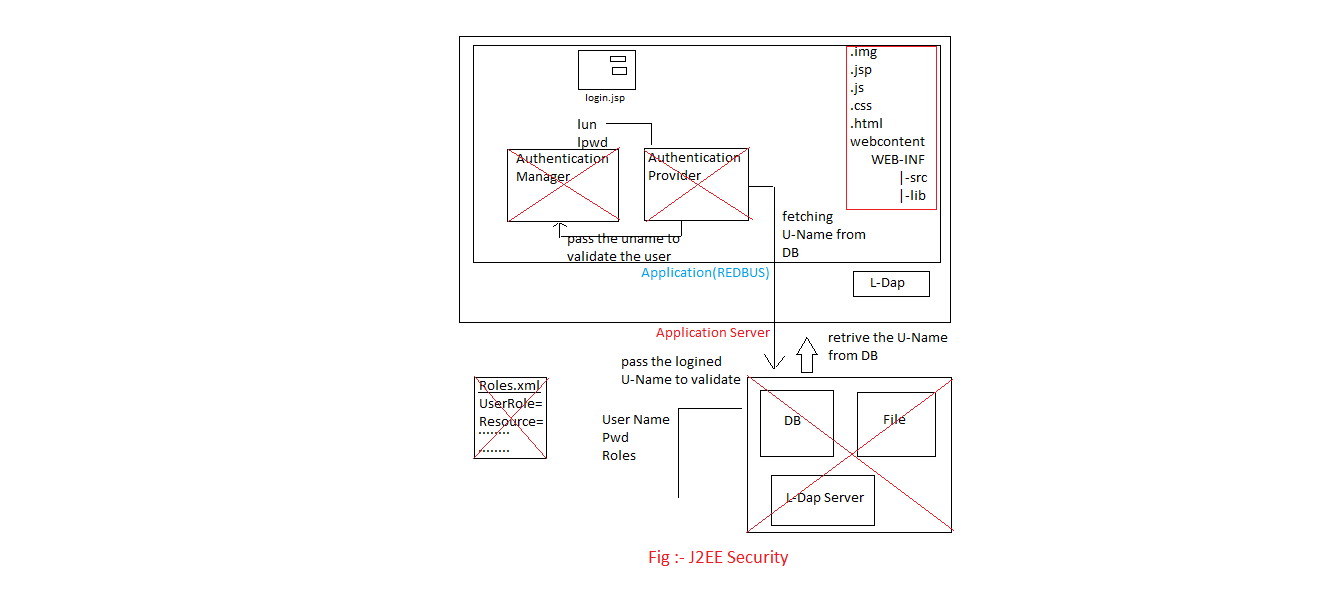 login.jsp
lun
lpwd
Authentication
Manager
Authentication
Provider
pass the uname to
validate the user
.img
.jsp
.js
.css
.html
webcontent
WEB-INF
|-src
|-lib
fetching
U-Name from
DB
Application(REDBUS)
L-Dap
Application Server
retrive the U-Name
from DB
pass the logined
U-Name to validate
Roles.xml
UserRole=
Resource=
........
........
User Name
Pwd
Roles
DB
File
L-Dap Server
Fig :- J2EE Security